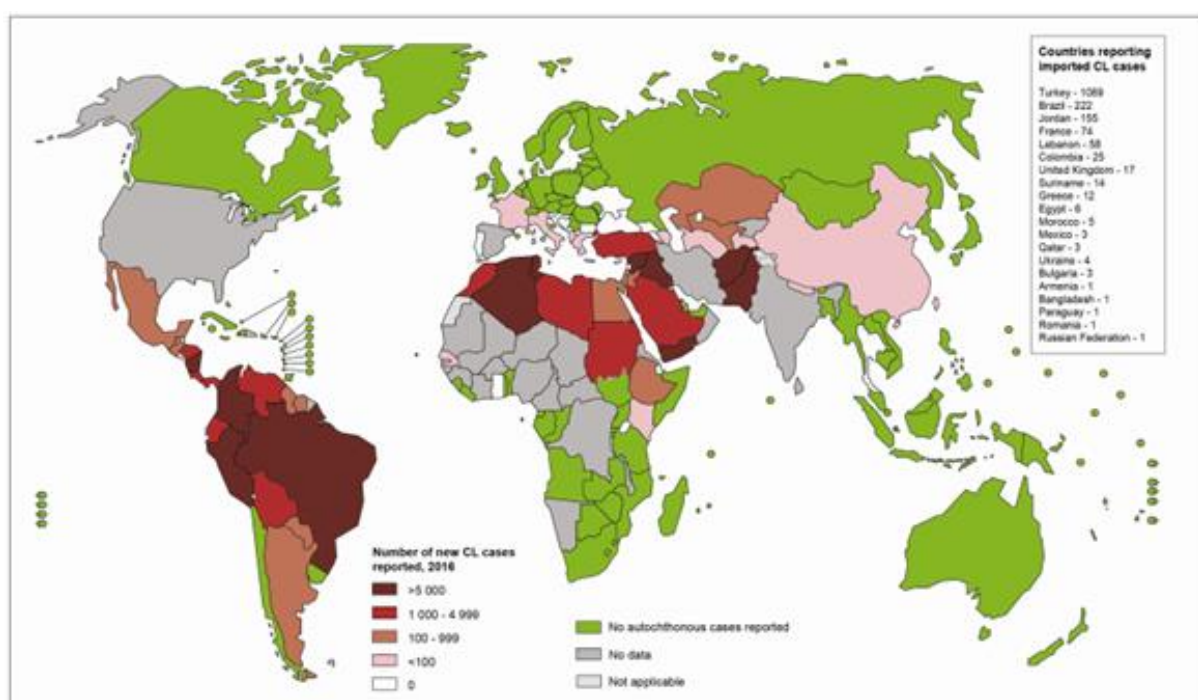 Countries reporting
imported CL cases
Turkey - 1069
Brazil - 222
Jordan - 155
France - 74
Lebanon - 58
Colombia - 25
United Kingdom - 17
Suriname - 14
Greece - 12
Egypt - 6
Morocco - 5
Mexico - 3
Qatar - 3
Ukraine - 4
Bulgaria - 3
Armenia - 1
Bangladesh - 1
Paraguay - 1
Romania - 1
Russian Federation - 1
Number of new CL cases
reported, 2016
>5 000
1 000 - 4 999
100 - 999
<100
0
No autochthonous cases reported
No data
Not applicable